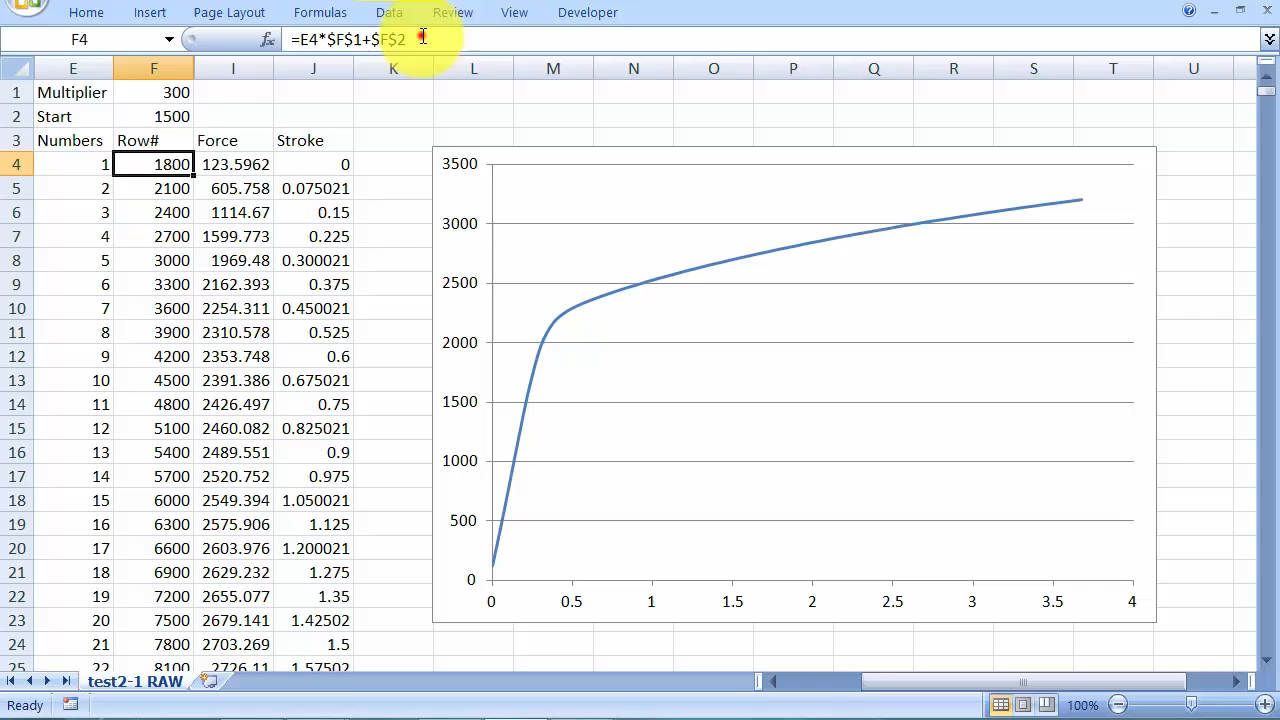 Home Insert Page Layout Formulas Data Review View Developer
F4 fx =E4*$F$1+$F$2
E F I J K L M N O P Q R S T U
1 Multiplier 300
2 Start 1500
3 Numbers Row# Force Stroke
4 1 1800 123.5962 0
5 2 2100 605.758 0.075021
6 3 2400 1114.67 0.15
7 4 2700 1599.773 0.225
8 5 3000 1969.48 0.300021
9 6 3300 2162.393 0.375
10 7 3600 2254.311 0.450021
11 8 3900 2310.578 0.525
12 9 4200 2353.748 0.6
13 10 4500 2391.386 0.675021
14 11 4800 2426.497 0.75
15 12 5100 2460.082 0.825021
16 13 5400 2489.551 0.9
17 14 5700 2520.752 0.975
18 15 6000 2549.394 1.050021
19 16 6300 2575.906 1.125
20 17 6600 2603.976 1.200021
21 18 6900 2629.232 1.275
22 19 7200 2655.077 1.35
23 20 7500 2679.141 1.42502
24 21 7800 2703.269 1.5
25 22 8100 2726.11 1.57502
3500
3000
2500
2000
1500
1000
500
0
0 0.5 1 1.5 2 2.5 3 3.5 4
test2-1 RAW
Ready 100%